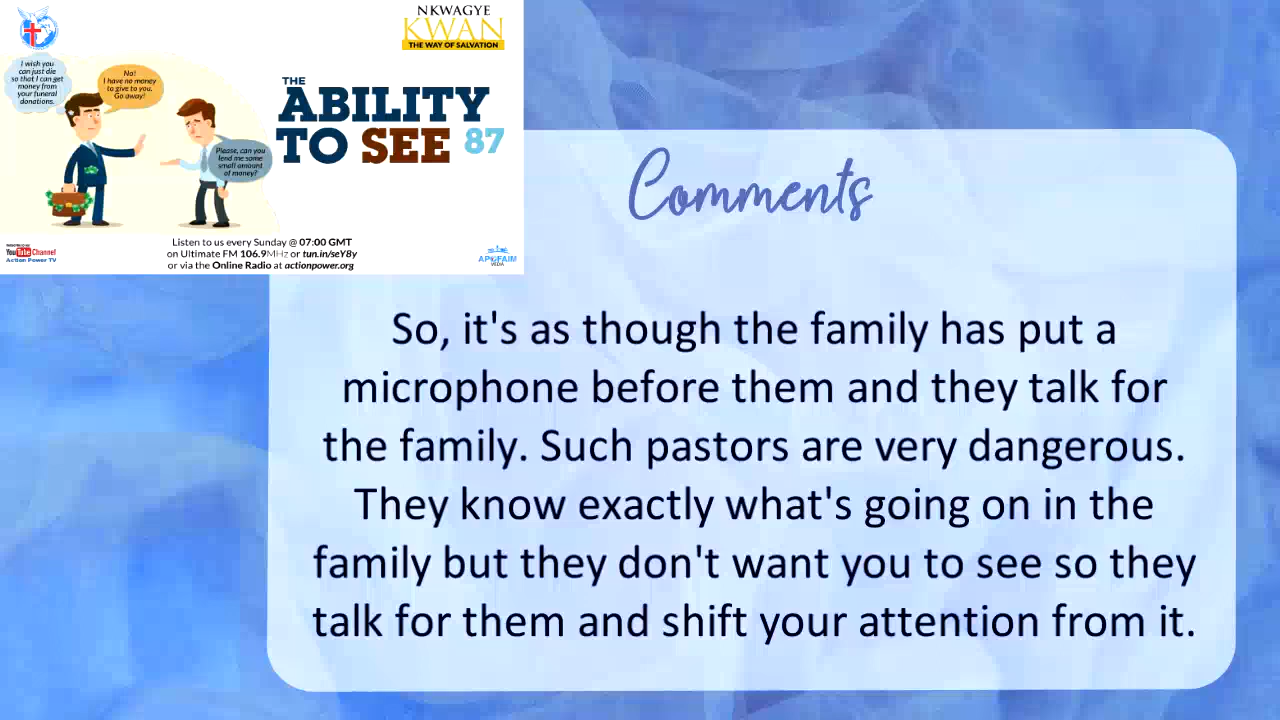 NKWAGYE
KWAN
THE WAY OF SALVATION
I wish you
can just die
so that I can get
money from
your funeral
donations.
No!
I have no money
to give to you.
Go away!
Please, can you
lend me some
small amount
of money?
THE
ABILITY
TO SEE 87
YouTube Channel
Action Power TV
Listen to us every Sunday @ 07:00 GMT
on Ultimate FM 106.9MHz or tun.in/seY8y
or via the Online Radio at actionpower.org
APOFAIM
MEDIA
Comments
So, it's as though the family has put a
microphone before them and they talk for
the family. Such pastors are very dangerous.
They know exactly what's going on in the
family but they don't want you to see so they
talk for them and shift your attention from it.